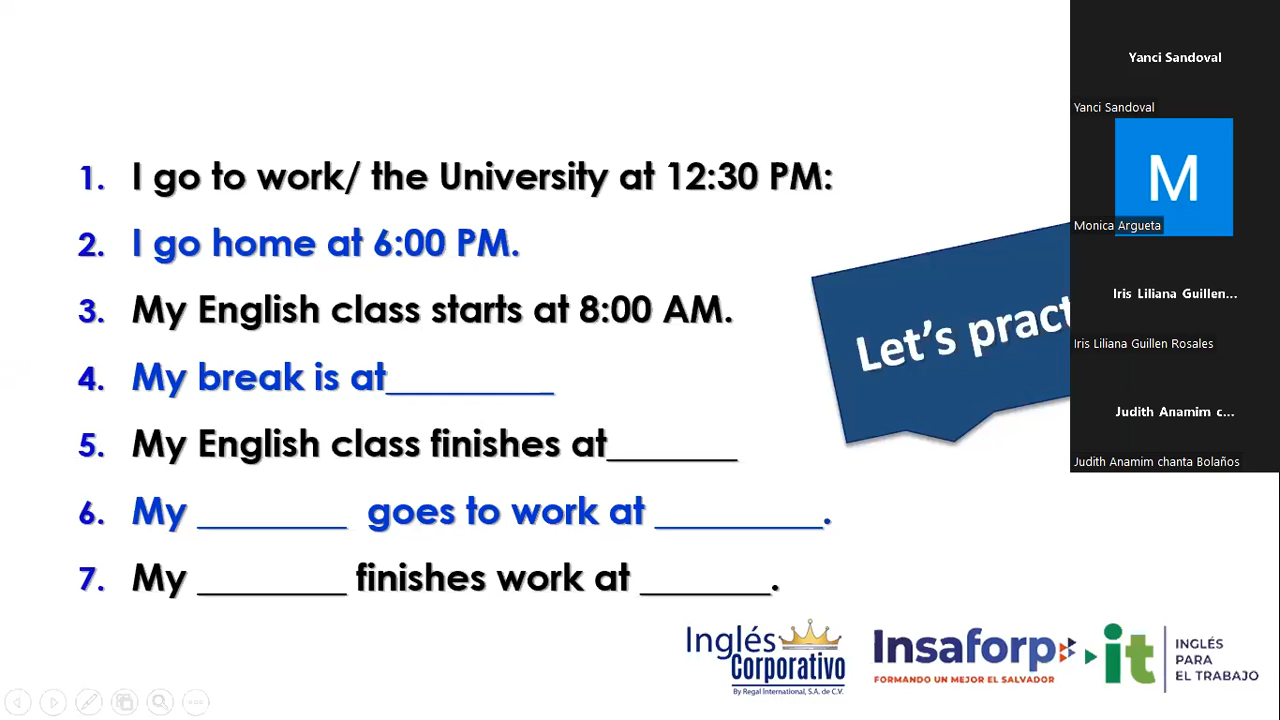 1. I go to work/ the University at 12:30 PM:
2. I go home at 6:00 PM.
3. My English class starts at 8:00 AM.
4. My break is at_________
5. My English class finishes at_______
6. My ________ goes to work at _________.
7. My ________ finishes work at _______.
Let's pract
Yanci Sandoval
Yanci Sandoval
M
Monica Argueta
Iris Liliana Guillen...
Iris Liliana Guillen Rosales
Judith Anamim c...
Judith Anamim chanta Bolaños
Inglés
Corporativo
By Regal International, S.A. de C.V.
Insaforp
FORMANDO UN MEJOR EL SALVADOR
it
INGLÉS
PARA
EL TRABAJO